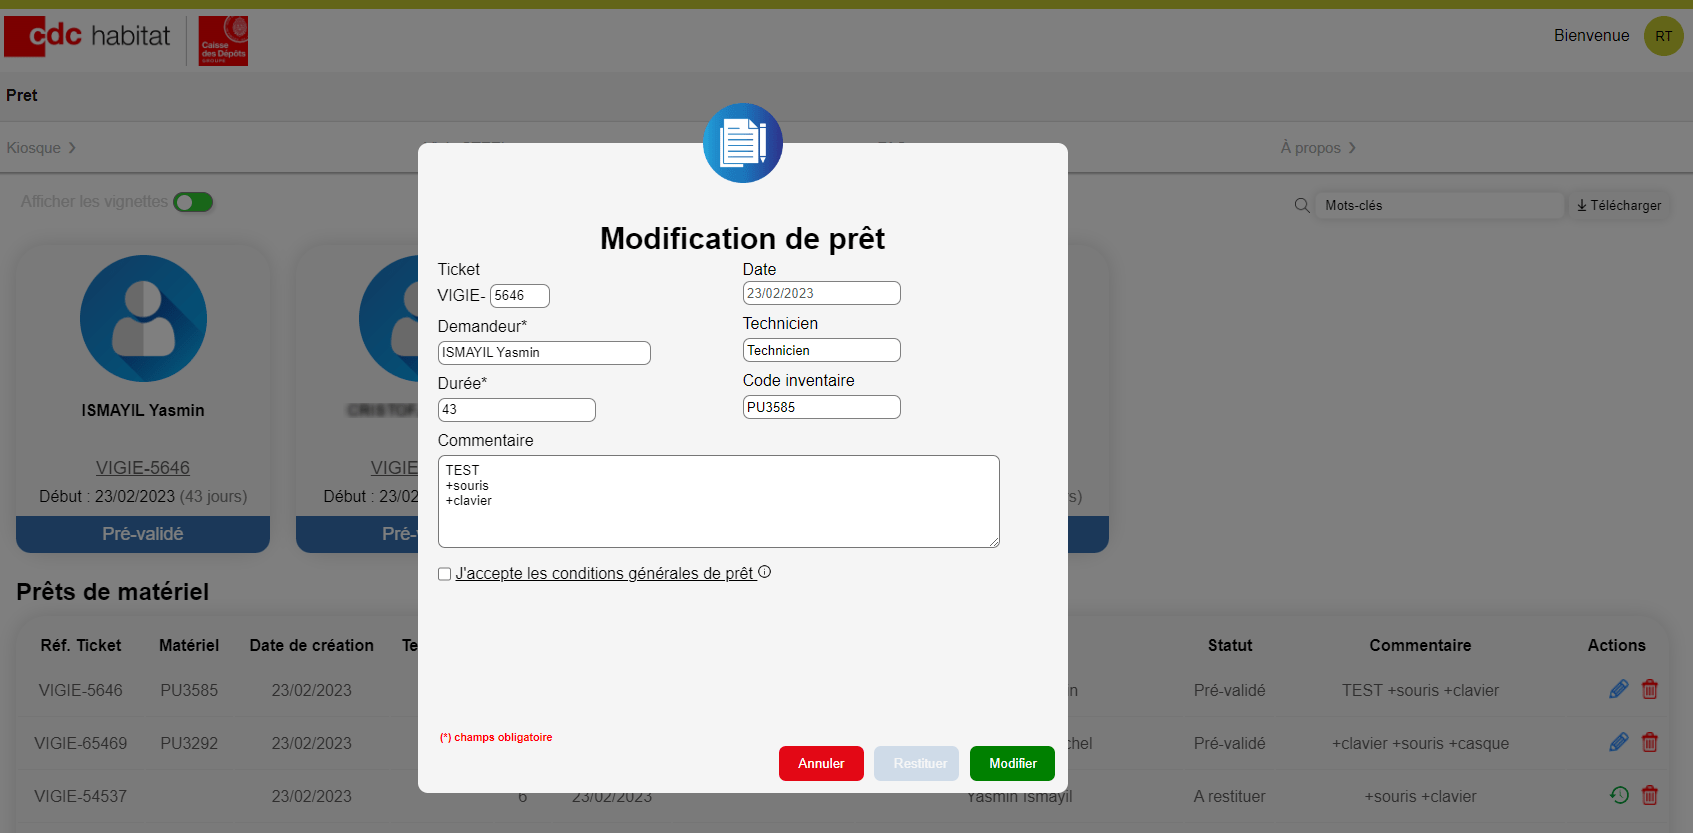 cdc habitat
Caisse
des Dépôts
GROUPE
Bienvenue
RT
Pret
Kiosque
À propos
Afficher les vignettes
Mots-clés
Télécharger
ISMAYIL Yasmin
VIGIE-5646
Début : 23/02/2023 (43 jours)
Pré-validé
VIGIE
Début : 23/02
Pré-
s)
Modification de prêt
Ticket
VIGIE- 5646
Date
23/02/2023
Demandeur*
ISMAYIL Yasmin
Technicien
Technicien
Durée*
43
Code inventaire
PU3585
Commentaire
TEST
+souris
+clavier
J'accepte les conditions générales de prêt
(*) champs obligatoire
Annuler
Restituer
Modifier
Prêts de matériel
Réf. Ticket Matériel Date de création Te Statut Commentaire Actions
VIGIE-5646 PU3585 23/02/2023 in Pré-validé TEST +souris +clavier
VIGIE-65469 PU3292 23/02/2023 chel Pré-validé +clavier +souris +casque
VIGIE-54537 23/02/2023 6 23/02/2023 Yasmin Ismayil A restituer +souris +clavier